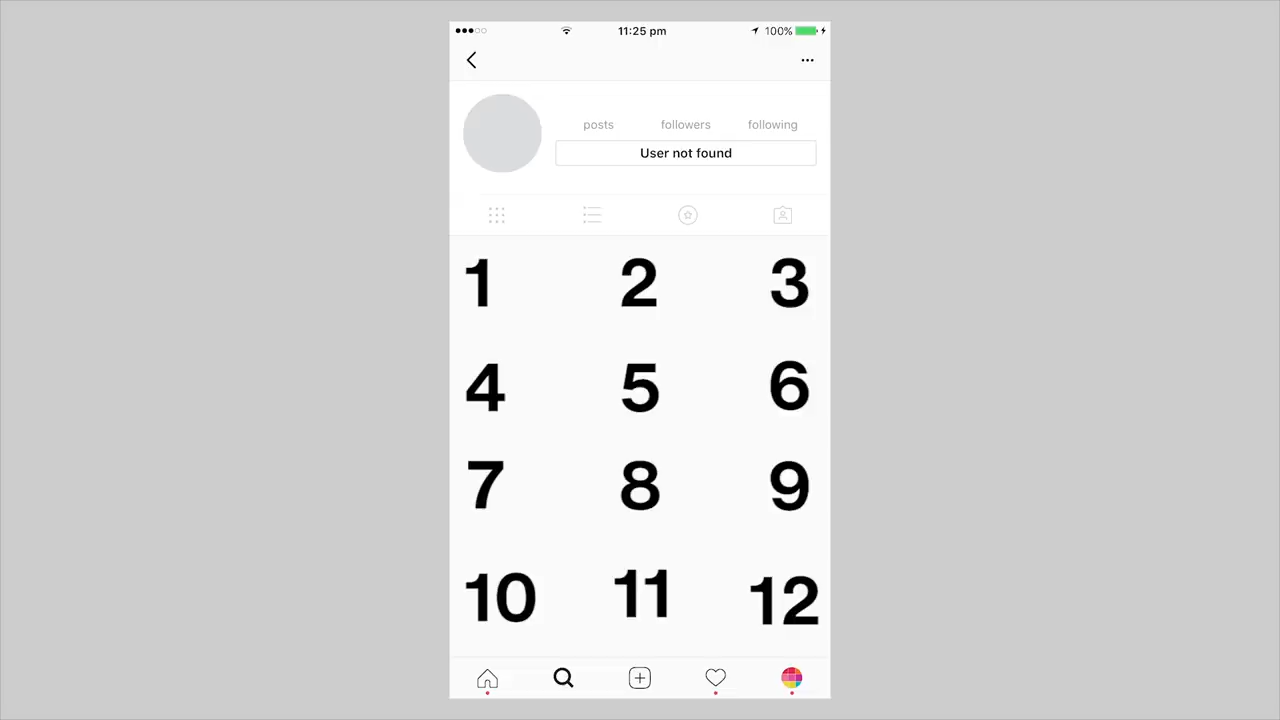 11:25 pm 100%
posts followers following
User not found
1 2 3
4 5 6
7 8 9
10 11 12